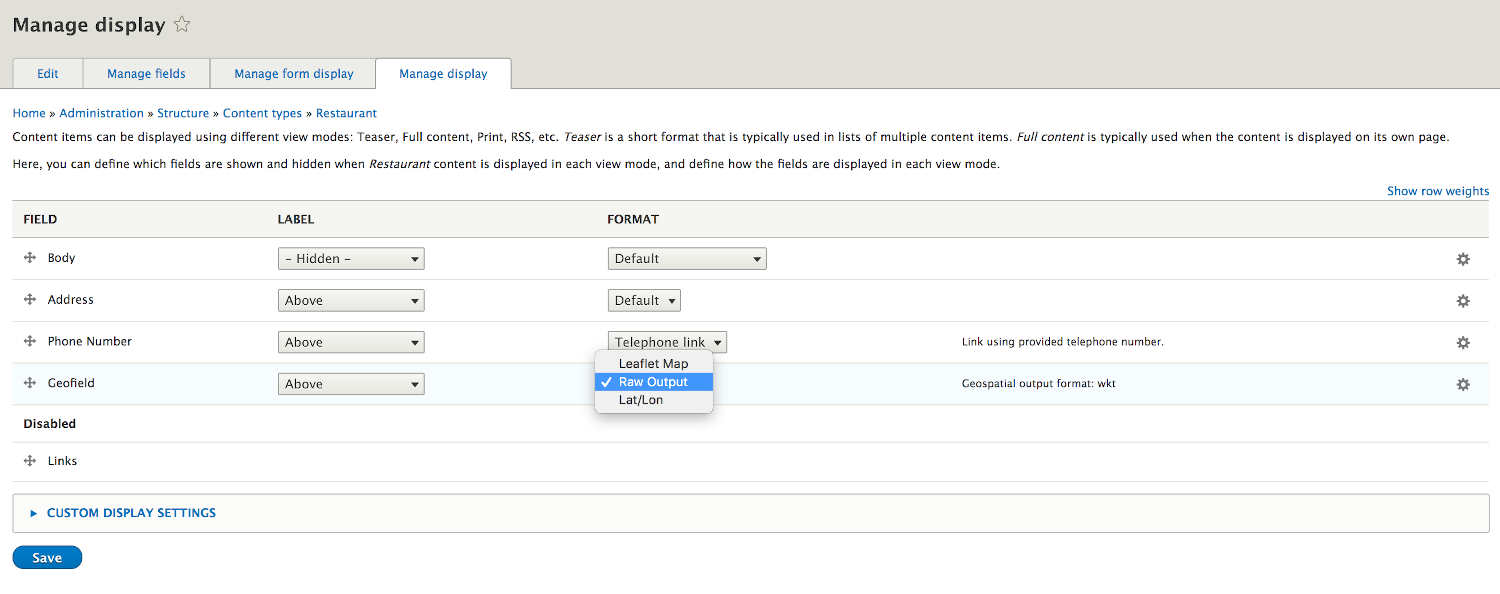 Manage display
Edit Manage fields Manage form display Manage display
Home » Administration » Structure » Content types » Restaurant
Content items can be displayed using different view modes: Teaser, Full content, Print, RSS, etc. Teaser is a short format that is typically used in lists of multiple content items. Full content is typically used when the content is displayed on its own page.
Here, you can define which fields are shown and hidden when Restaurant content is displayed in each view mode, and define how the fields are displayed in each view mode.
Show row weights
FIELD LABEL FORMAT
Body - Hidden - Default
Address Above Default
Phone Number Above Telephone link Link using provided telephone number.
Leaflet Map
Geofield Above Raw Output Geospatial output format: wkt
Lat/Lon
Disabled
Links
CUSTOM DISPLAY SETTINGS
Save